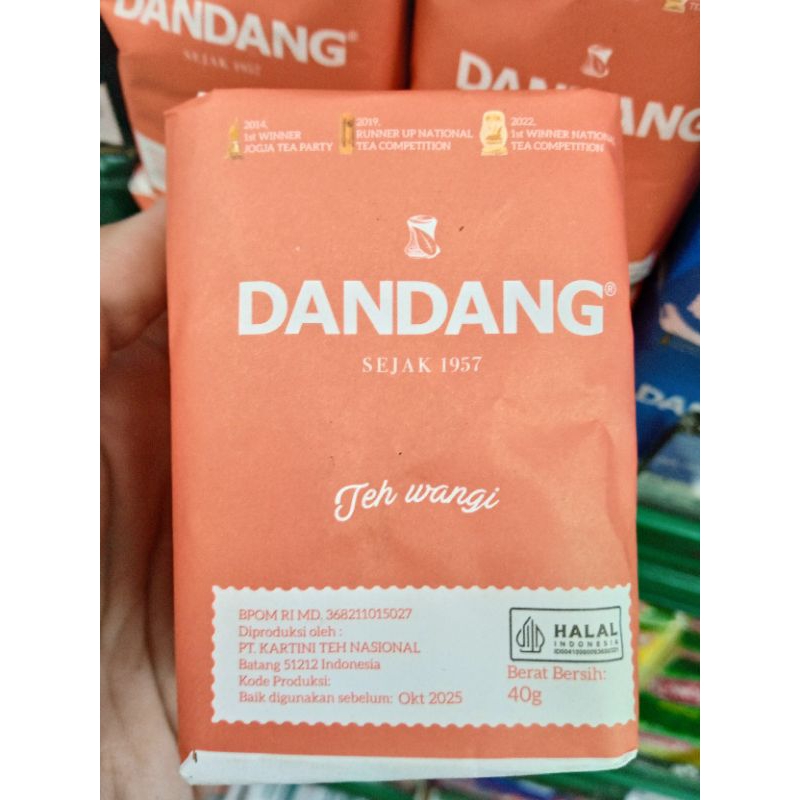 DANDANG®
SEJAK 1957
2014.
1st WINNER
JOGJA TEA PARTY
2019.
RUNNER UP NATIONAL
TEA COMPETITION
2022.
1st WINNER NATIONAL
TEA COMPETITION
DANDANG®
SEJAK 1957
Teh wangi
BPOM RI MD. 368211015027
Diproduksi oleh :
PT. KARTINI TEH NASIONAL
Batang 51212 Indonesia
Kode Produksi:
Baik digunakan sebelum: Okt 2025
HALAL
INDONESIA
Berat Bersih:
40g